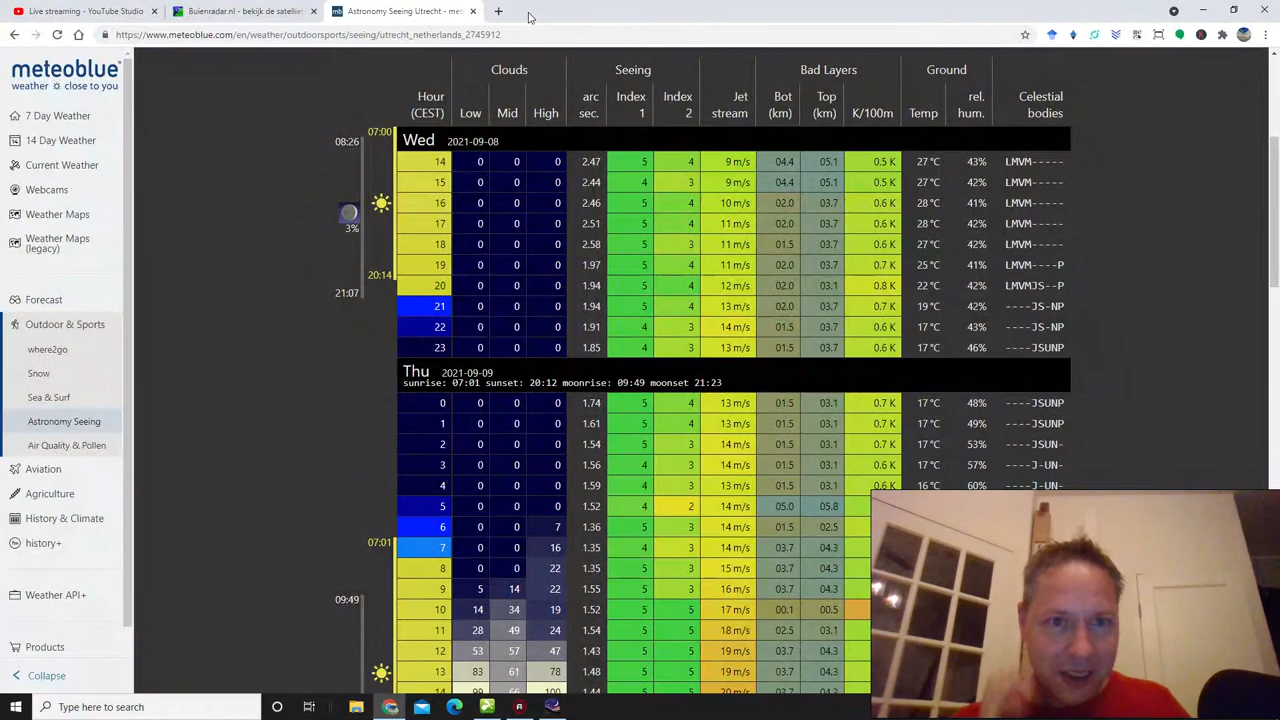 Live streaming - YouTube Studio
Buienradar.nl - bekijk de satelliet
Astronomy Seeing Utrecht - met
https://www.meteoblue.com/en/weather/outdoorsports/seeing/utrecht_netherlands_2745912
mb
meteoblue
weather close to you
7 Day Weather
14 Day Weather
Current Weather
Webcams
Weather Maps
Weather Maps
(legacy)
Forecast
Outdoor & Sports
where2go
Snow
Sea & Surf
Astronomy Seeing
Air Quality & Pollen
Aviation
Agriculture
History & Climate
history+
Weather API+
Products
Collapse
Clouds Seeing Bad Layers Ground
Hour (CEST) Low Mid High arc sec. Index 1 Index 2 Jet stream Bot (km) Top (km) K/100m Temp rel. hum. Celestial bodies
08:26
07:00
3%
20:14
21:07
Wed 2021-09-08
14 0 0 0 2.47 5 4 9 m/s 04.4 05.1 0.5 K 27 °C 43% LMVM-----
15 0 0 0 2.44 4 3 9 m/s 04.4 05.1 0.5 K 27 °C 42% LMVM-----
16 0 0 0 2.46 5 4 10 m/s 02.0 03.7 0.6 K 28 °C 41% LMVM-----
17 0 0 0 2.51 5 4 11 m/s 02.0 03.7 0.6 K 28 °C 42% LMVM-----
18 0 0 0 2.58 5 3 11 m/s 01.5 03.7 0.6 K 27 °C 42% LMVM-----
19 0 0 0 1.97 5 4 11 m/s 02.0 03.7 0.7 K 25 °C 41% LMVM----P
20 0 0 0 1.94 5 4 12 m/s 02.0 03.7 0.8 K 22 °C 42% LMVMJS--P
21 0 0 0 1.94 5 4 13 m/s 02.0 03.7 0.7 K 19 °C 42% ----JS-NP
22 0 0 0 1.91 4 3 14 m/s 01.5 03.7 0.6 K 17 °C 43% ----JS-NP
23 0 0 0 1.85 4 3 13 m/s 01.5 03.7 0.6 K 17 °C 46% ----JSUNP
Thu 2021-09-09
sunrise: 07:01 sunset: 20:12 moonrise: 09:49 moonset 21:23
0 0 0 0 1.74 5 4 13 m/s 01.5 03.1 0.7 K 17 °C 48% ----JSUNP
1 0 0 0 1.61 5 4 13 m/s 01.5 03.1 0.7 K 17 °C 49% ----JSUNP
2 0 0 0 1.54 5 3 13 m/s 01.5 03.1 0.7 K 17 °C 53% ----JSUN-
3 0 0 0 1.56 4 3 13 m/s 01.5 03.1 0.6 K 17 °C 57% ----J-UN-
4 0 0 0 1.59 4 3 13 m/s 01.5 03.1 0.6 K 16 °C 60% ----J-UN-
5 0 0 0 1.52 4 2 14 m/s 05.0 05.8
6 0 0 7 1.36 4 3 14 m/s 01.5 02.5
07:01
7 0 0 16 1.35 4 3 14 m/s 03.7 04.3
8 0 0 22 1.35 5 3 15 m/s 03.7 04.3
9 5 14 22 1.55 5 4 16 m/s 03.7 04.3
09:49
10 14 34 19 1.52 5 5 17 m/s 00.1 00.5
11 28 49 24 1.54 5 5 18 m/s 02.5 03.1
12 53 57 47 1.43 5 5 19 m/s 03.7 04.3
13 83 61 78 1.48 5 5 19 m/s 03.7 04.3
14 99 66 100 1.44 5 5 20 m/s 03.7 04.3
Type here to search